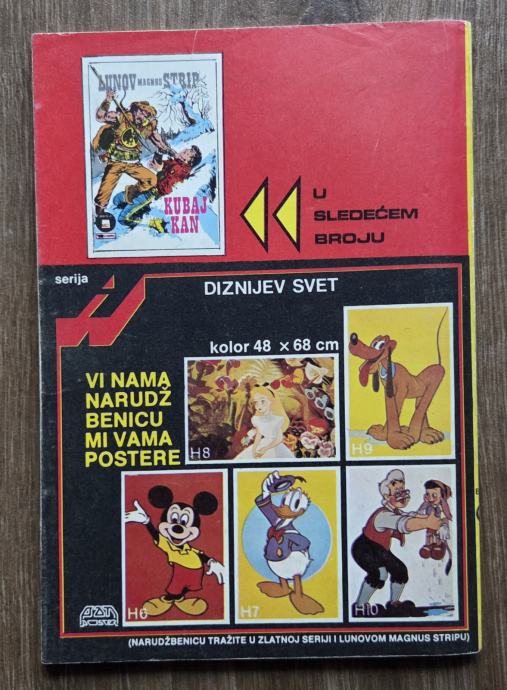 LUNOV MAGNUS STRIP
KUBAJ
KAN
U
SLEDEĆEM
BROJU
serija
DIZNIJEV SVET
kolor 48 × 68 cm
VI NAMA
NARUDŽ
BENICU
MI VAMA
POSTERE
H8
H9
H6
H7
H10
POSTER
(NARUDŽBENICU TRAŽITE U ZLATNOJ SERIJI I LUNOVOM MAGNUS STRIPU)